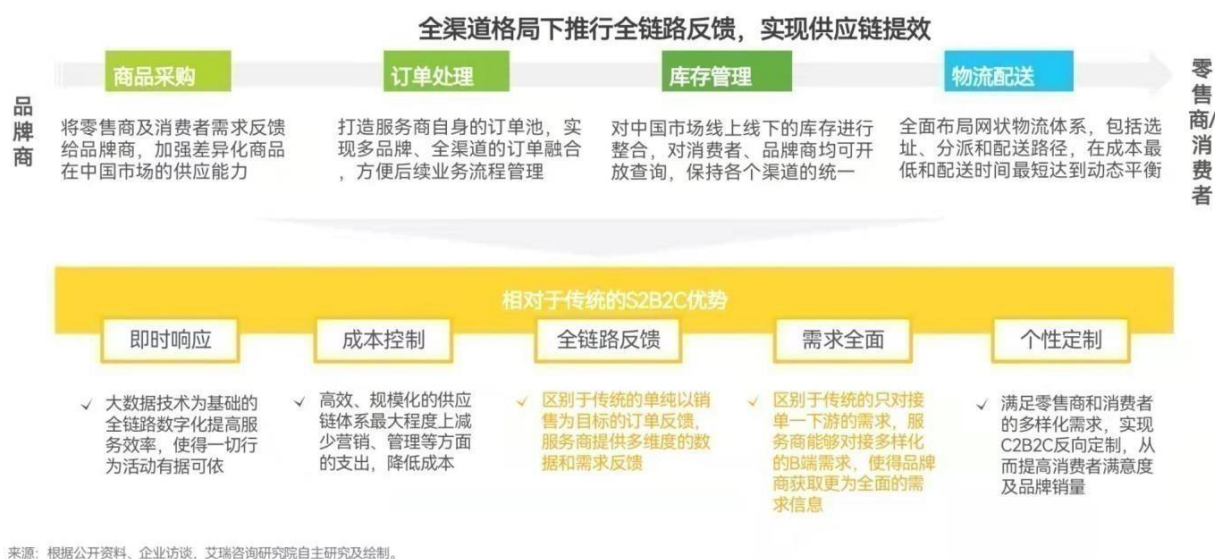 全渠道格局下推行全链路反馈，实现供应链提效
商品采购
订单处理
库存管理
物流配送
品牌商
将零售商及消费者需求反馈
给品牌商，加强差异化商品
在中国市场的供应能力
打造服务商自身的订单池，实
现多品牌、全渠道的订单融合
，方便后续业务流程管理
对中国市场线上线下的库存进行
整合，对消费者、品牌商均可开
放查询，保持各个渠道的统一
全面布局网状物流体系，包括选
址、分派和配送路径，在成本最
低和配送时间最短达到动态平衡
零售商/消费者
相对于传统的S2B2C优势
即时响应
成本控制
全链路反馈
需求全面
个性定制
✓ 大数据技术为基础的
全链路数字化提高服
务效率，使得一切行
为活动有据可依
✓ 高效、规模化的供应
链体系最大程度上减
少营销、管理等方面
的支出，降低成本
✓ 区别于传统的单纯以销
售为目标的订单反馈，
服务商提供多维度的数
据和需求反馈
✓ 区别于传统的只对接
单一下游的需求，服
务商能够对接多样化
的B端需求，使得品牌
商获取更为全面的需
求信息
✓ 满足零售商和消费者
的多样化需求，实现
C2B2C反向定制，从
而提高消费者满意度
及品牌销量
来源：根据公开资料、企业访谈，艾瑞咨询研究院自主研究及绘制。